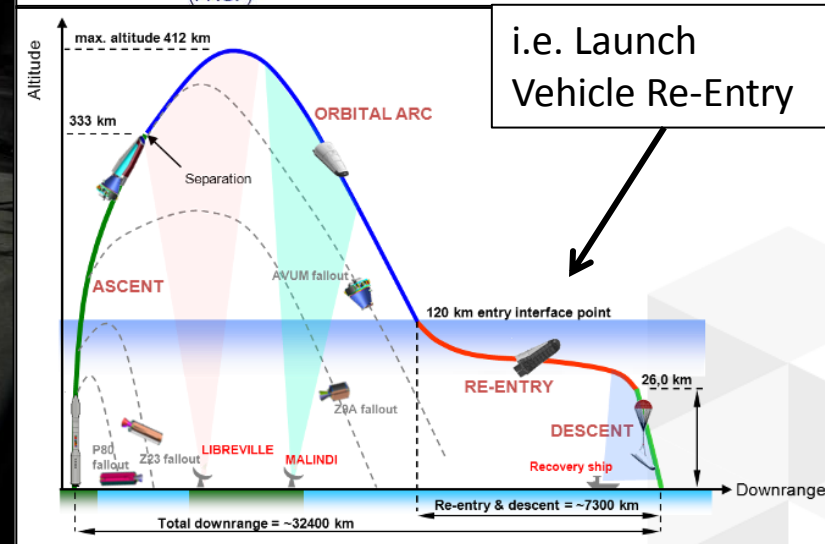 i.e. Launch
Vehicle Re-Entry
max. altitude 412 km
Altitude
ORBITAL ARC
333 km
Separation
ASCENT
AVUM fallout
120 km entry interface point
RE-ENTRY
26,0 km
Z9A fallout
DESCENT
P80
fallout
Z23 fallout
LIBREVILLE
MALINDI
Recovery ship
Downrange
Re-entry & descent = ~7300 km
Total downrange = ~32400 km